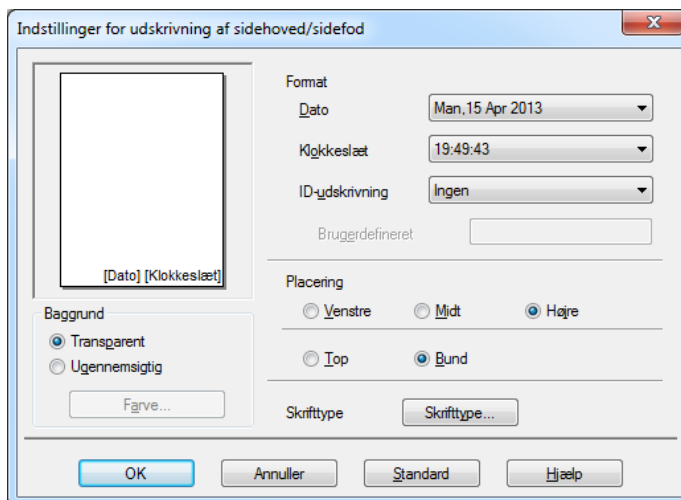 Indstillinger for udskrivning af sidehoved/sidefod
[Dato] [Klokkeslæt]
Baggrund
Transparent
Ugennemsigtig
Farve...
Format
Dato
Man,15 Apr 2013
Klokkeslæt
19:49:43
ID-udskrivning
Ingen
Brugerdefineret
Placering
Venstre Midt Højre
Top Bund
Skrifttype Skrifttype...
OK Annuller Standard Hjælp